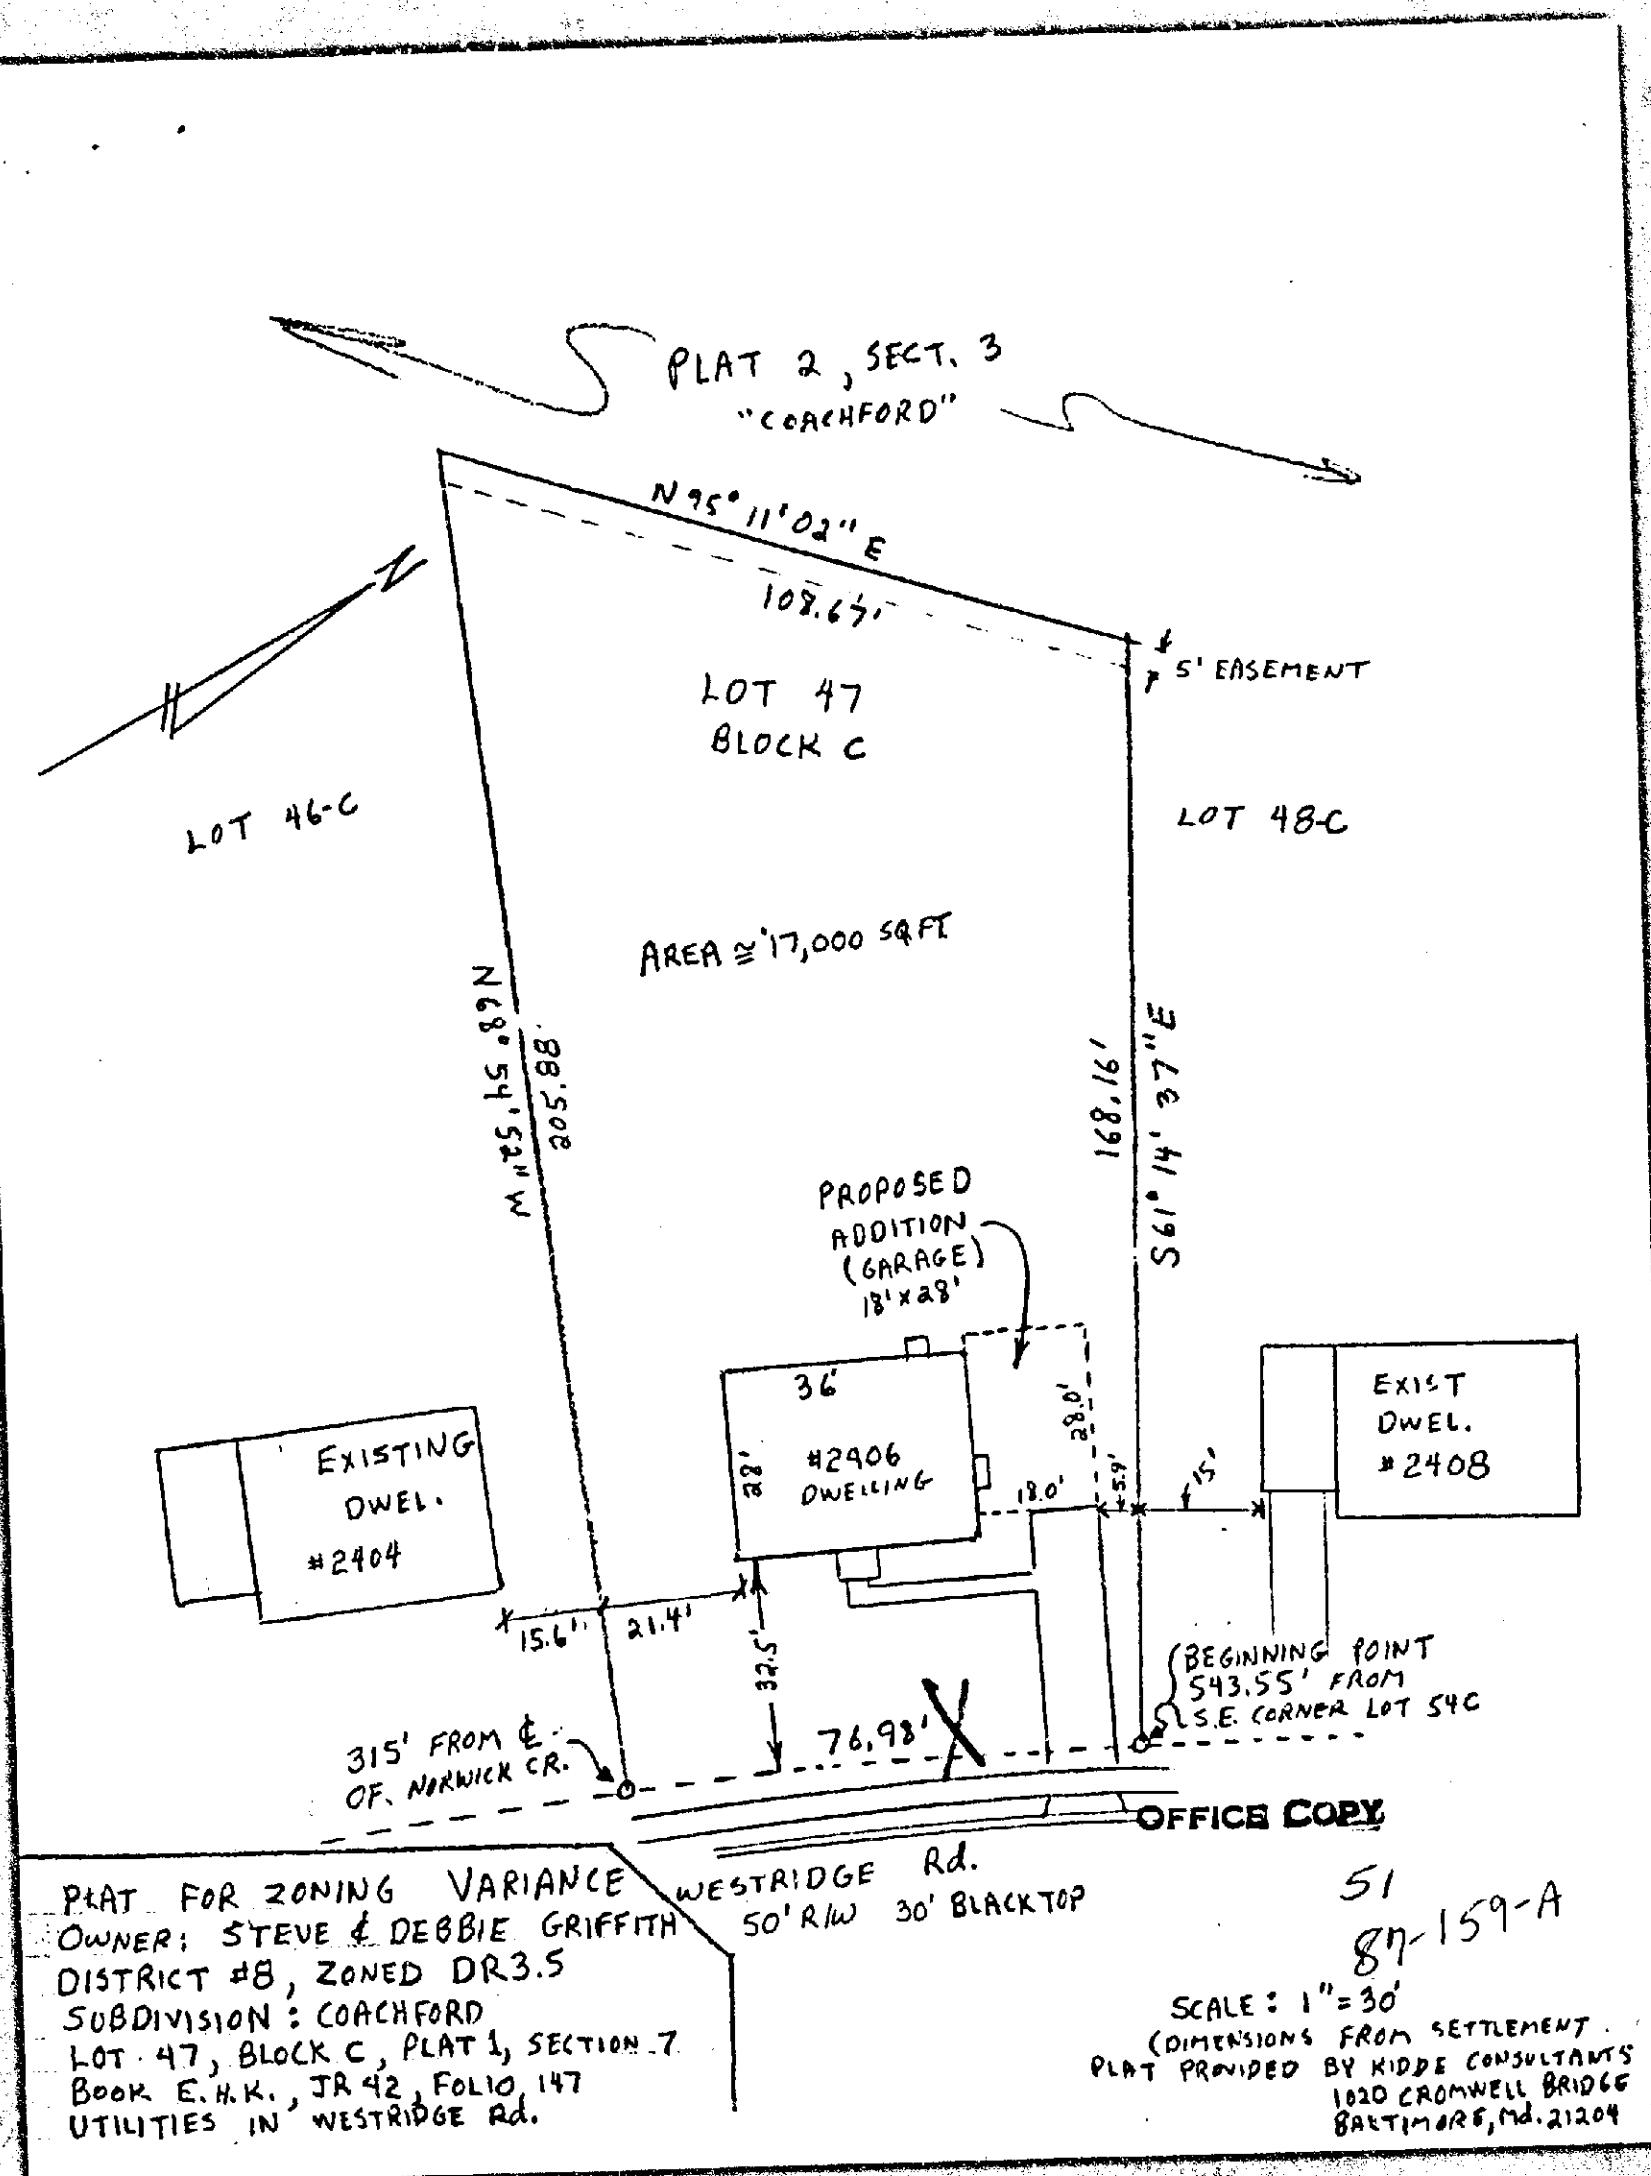 PLAT 2, SECT. 3
"COACHFORD"
N 95° 11' 02" E
108.67'
5' EASEMENT
LOT 47
BLOCK C
LOT 46-C
LOT 48-C
AREA ≅ 17,000 SQ FT
N68° 54' 52" W
205.88'
168.16'
S61° 14' 37" E
PROPOSED
ADDITION
(GARAGE)
18' x 28'
36'
28'
#2406
DWELLING
28.0'
18.0'
5.9'
15'
EXIST
DWEL.
#2408
EXISTING
DWEL.
#2404
15.6'
21.4'
32.5'
76.98'
BEGINNING POINT
543.55' FROM
S.E. CORNER LOT 54C
315' FROM ℄
OF NORWICK CR.
OFFICE COPY
WESTRIDGE Rd.
50' R/W 30' BLACKTOP
51
87-159-A
PLAT FOR ZONING VARIANCE
OWNER: STEVE & DEBBIE GRIFFITH
DISTRICT #8, ZONED DR3.5
SUBDIVISION: COACHFORD
LOT 47, BLOCK C, PLAT 1, SECTION 7
BOOK E.H.K., JR 42, FOLIO, 147
UTILITIES IN WESTRIDGE Rd.
SCALE: 1" = 30'
(DIMENSIONS FROM SETTLEMENT
PLAT PROVIDED BY KIDDE CONSULTANTS
1020 CROMWELL BRIDGE
BALTIMORE, Md. 21204